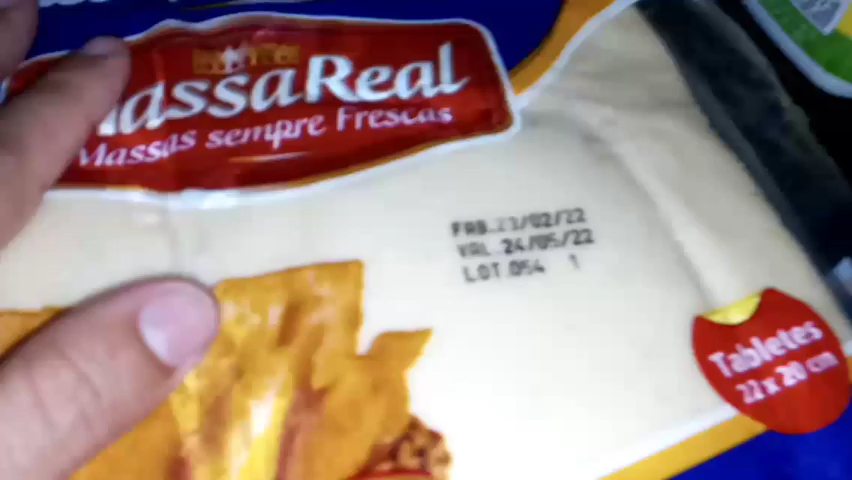 MassaReal
Massas sempre Frescas
FAB.23/02/22
VAL.24/05/22
LOT.054 1
Tabletes
22 x 20 cm